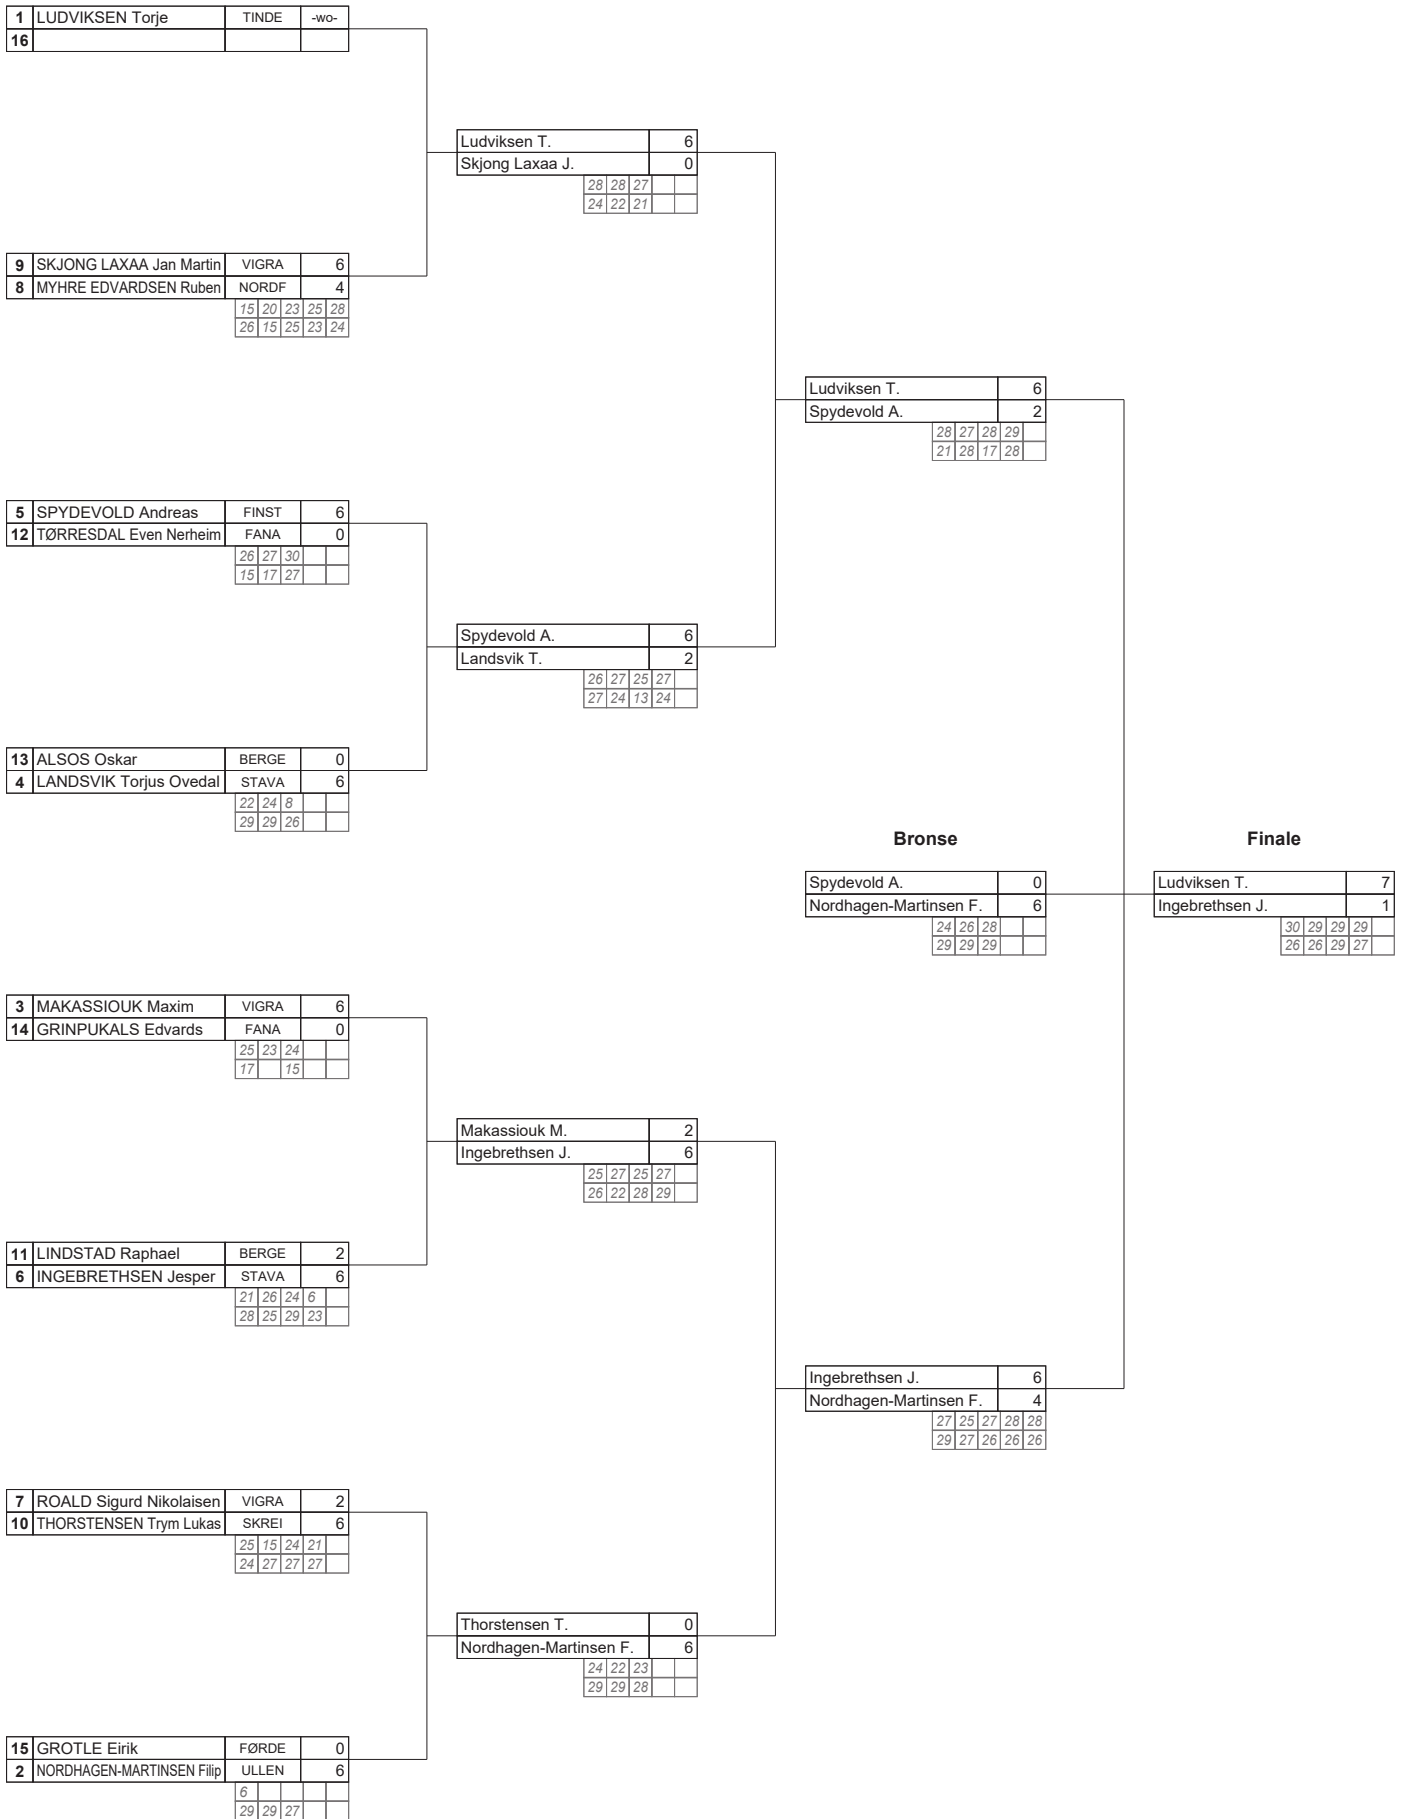 1 LUDVIKSEN Torje TINDE -wo-
16
Ludviksen T. 6
Skjong Laxaa J. 0
28 28 27
24 22 21
9 SKJONG LAXAA Jan Martin VIGRA 6
8 MYHRE EDVARDSEN Ruben NORDF 4
15 20 23 25 28
26 15 25 23 24
Ludviksen T. 6
Spydevold A. 2
28 27 28 29
21 28 17 28
5 SPYDEVOLD Andreas FINST 6
12 TØRRESDAL Even Nerheim FANA 0
26 27 30
15 17 27
Spydevold A. 6
Landsvik T. 2
26 27 25 27
27 24 13 24
13 ALSOS Oskar BERGE 0
4 LANDSVIK Torjus Ovedal STAVA 6
22 24 8
29 29 26
Bronse
Finale
Spydevold A. 0
Nordhagen-Martinsen F. 6
24 26 28
29 29 29
Ludviksen T. 7
Ingebrethsen J. 1
30 29 29 29
26 26 29 27
3 MAKASSIOUK Maxim VIGRA 6
14 GRINPUKALS Edvards FANA 0
25 23 24
17 15
Makassiouk M. 2
Ingebrethsen J. 6
25 27 25 27
26 22 28 29
11 LINDSTAD Raphael BERGE 2
6 INGEBRETHSEN Jesper STAVA 6
21 26 24 6
28 25 29 23
Ingebrethsen J. 6
Nordhagen-Martinsen F. 4
27 25 27 28 28
29 27 26 26 26
7 ROALD Sigurd Nikolaisen VIGRA 2
10 THORSTENSEN Trym Lukas SKREI 6
25 15 24 21
24 27 27 27
Thorstensen T. 0
Nordhagen-Martinsen F. 6
24 22 23
29 29 28
15 GROTLE Eirik FØRDE 0
2 NORDHAGEN-MARTINSEN Filip ULLEN 6
6
29 29 27